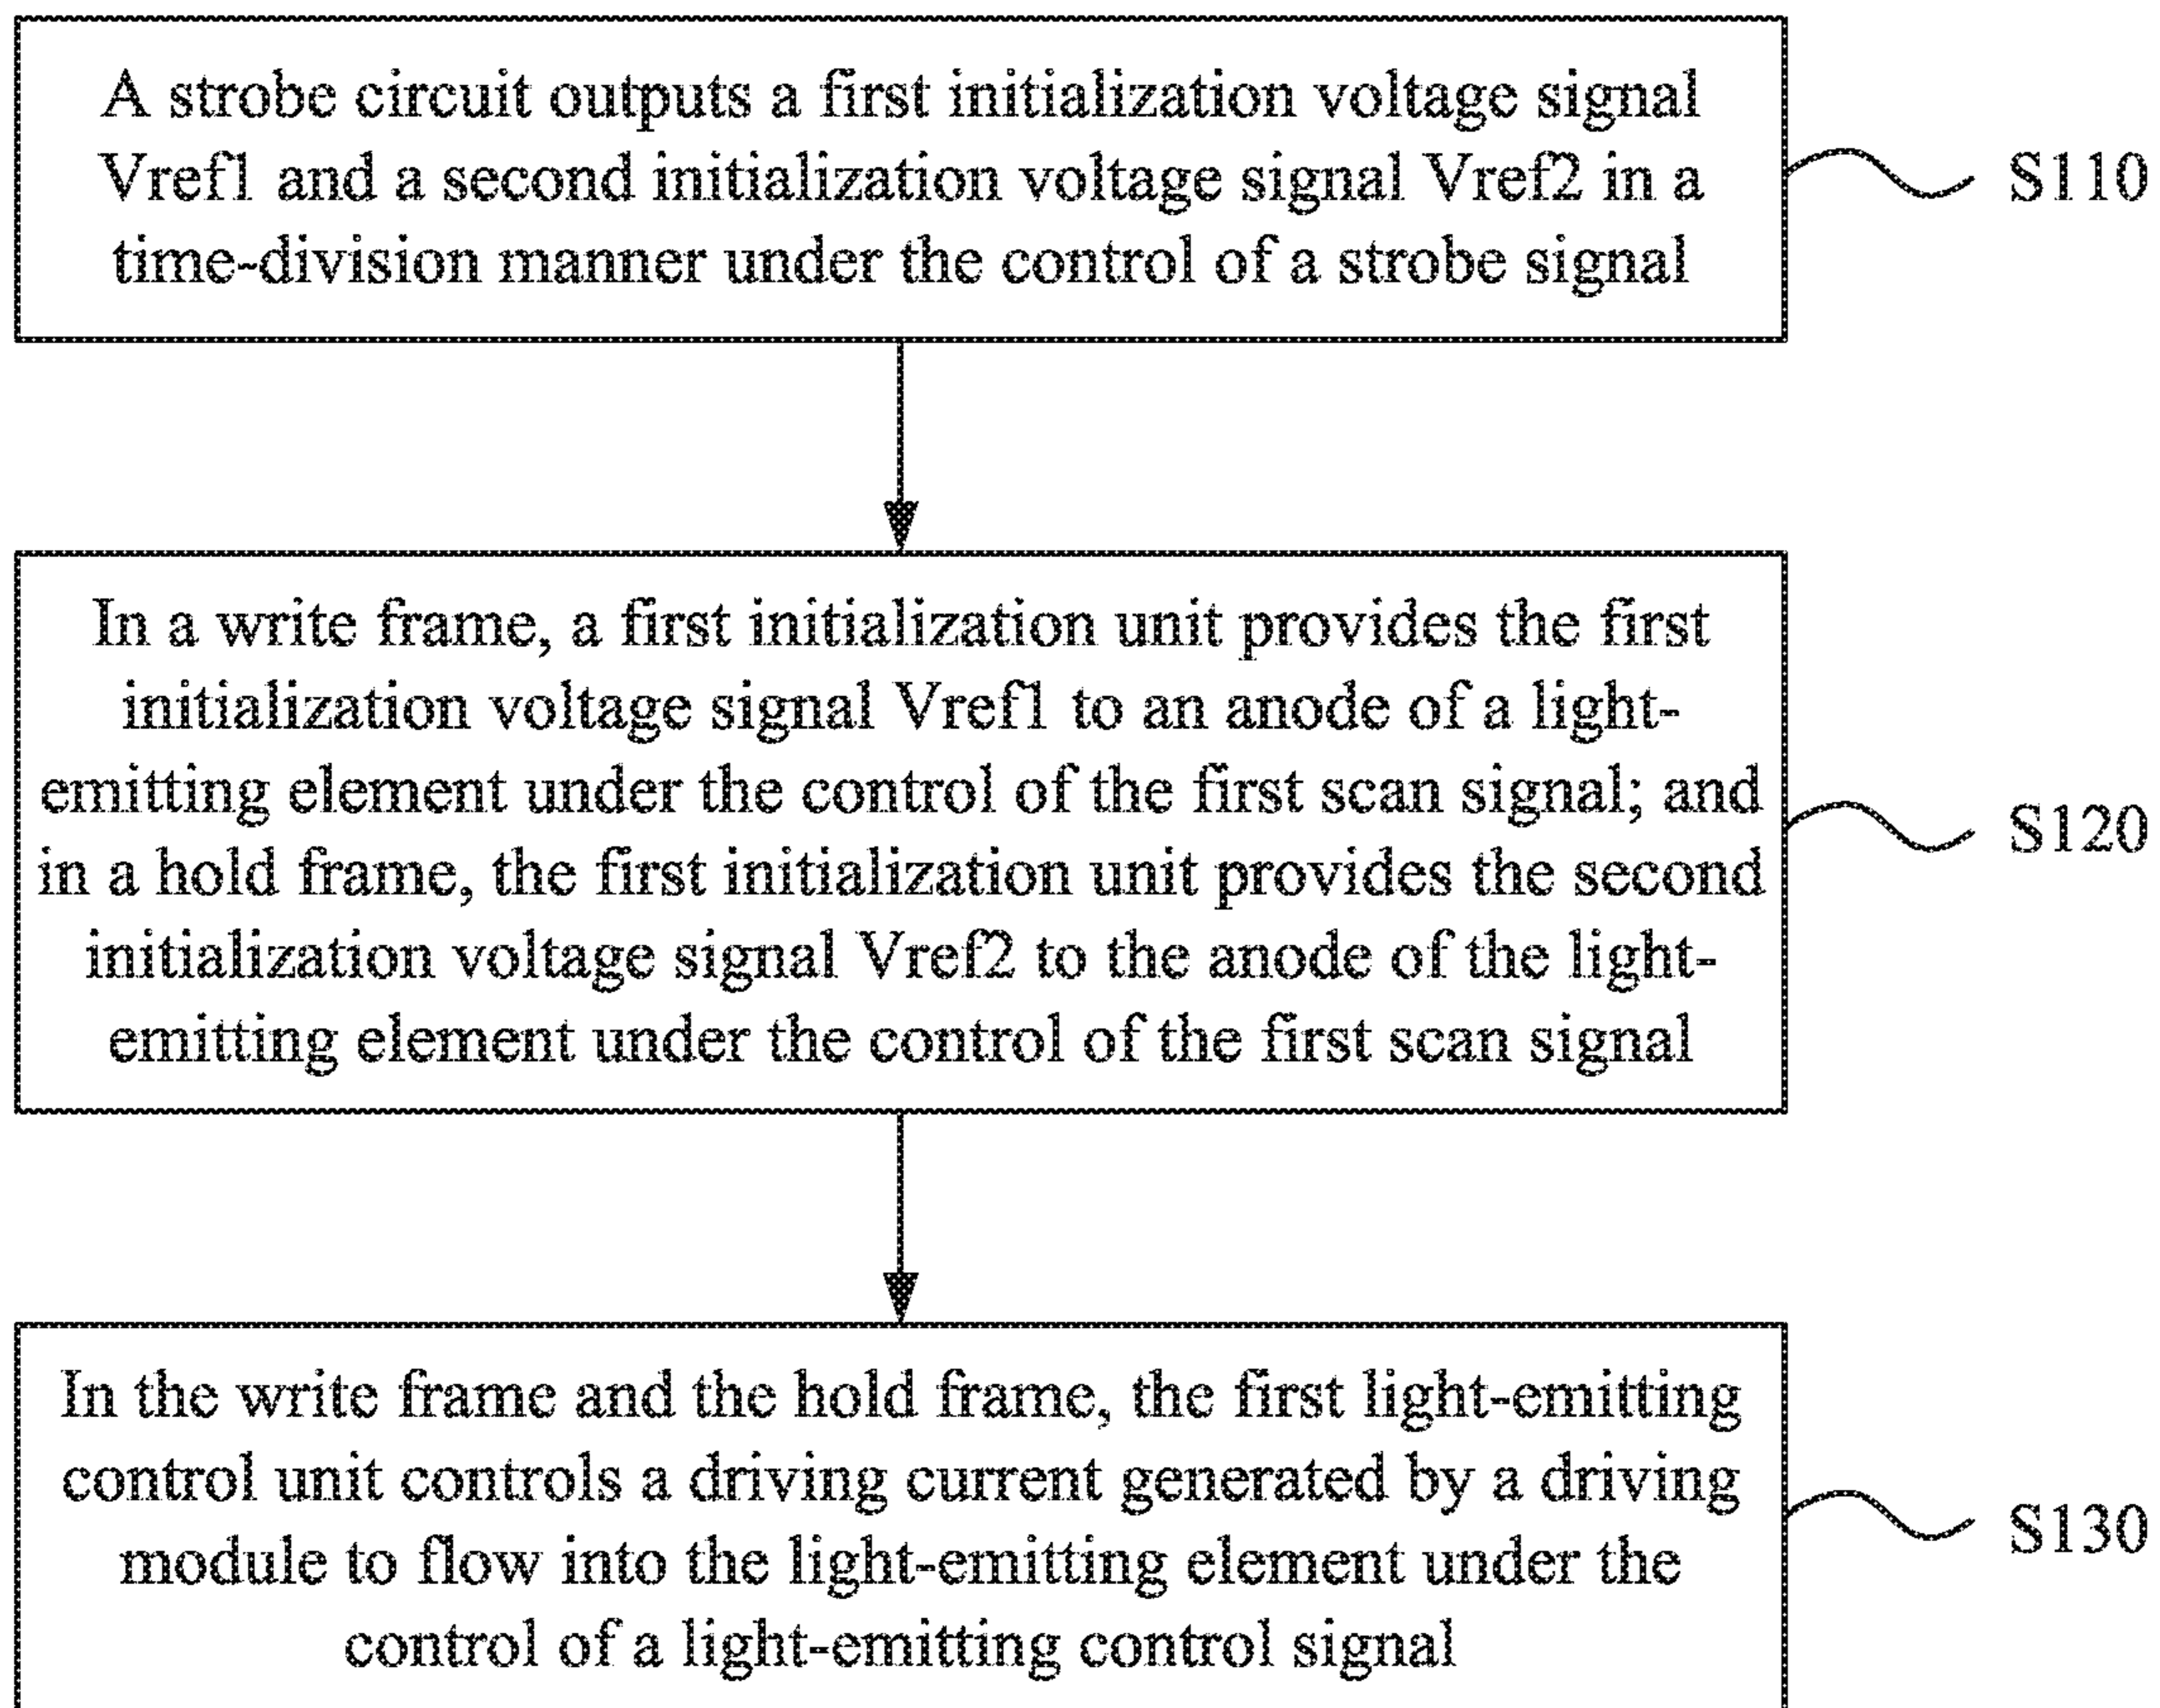 A strobe circuit outputs a first initialization voltage signal
Vref1 and a second initialization voltage signal Vref2 in a
time-division manner under the control of a strobe signal
S110
In a write frame, a first initialization unit provides the first
initialization voltage signal Vref1 to an anode of a light-
emitting element under the control of the first scan signal; and
in a hold frame, the first initialization unit provides the second
initialization voltage signal Vref2 to the anode of the light-
emitting element under the control of the first scan signal
S120
In the write frame and the hold frame, the first light-emitting
control unit controls a driving current generated by a driving
module to flow into the light-emitting element under the
control of a light-emitting control signal
S130